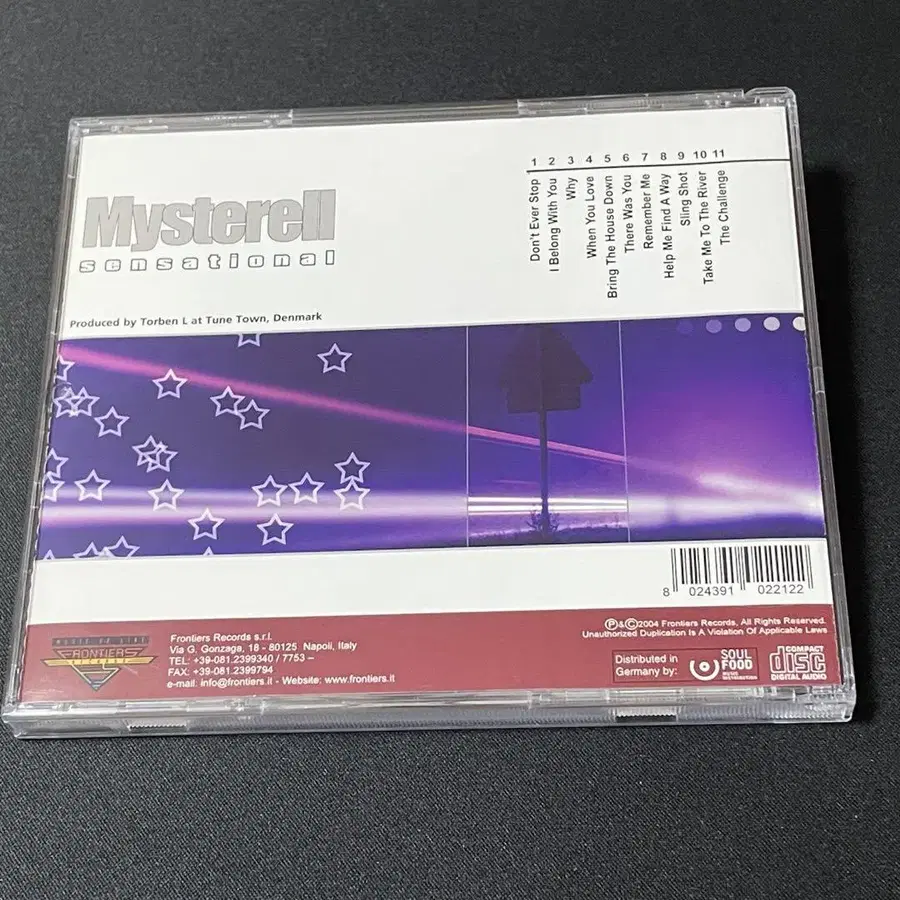 Mysterell
sensational
Produced by Torben L at Tune Town, Denmark
1 2 3 4 5 6 7 8 9 10 11
Don't Ever Stop
I Belong With You
Why
When You Love
Bring The House Down
There Was You
Remember Me
Help Me Find A Way
Sling Shot
Take Me To The River
The Challenge
8 024391 022122
FRONTIERS
RECORDS
Frontiers Records s.r.l.
Via G. Gonzaga, 18 - 80125 Napoli, Italy
TEL: +39-081.2399340 / 7753 –
FAX: +39-081.2399794
e-mail: info@frontiers.it - Website: www.frontiers.it
Ⓟ&©2004 Frontiers Records, All Rights Reserved.
Unauthorized Duplication Is A Violation Of Applicable Laws
Distributed in
Germany by:
SOUL
FOOD
MUSIC
DISTRIBUTION
COMPACT
disc
DIGITAL AUDIO